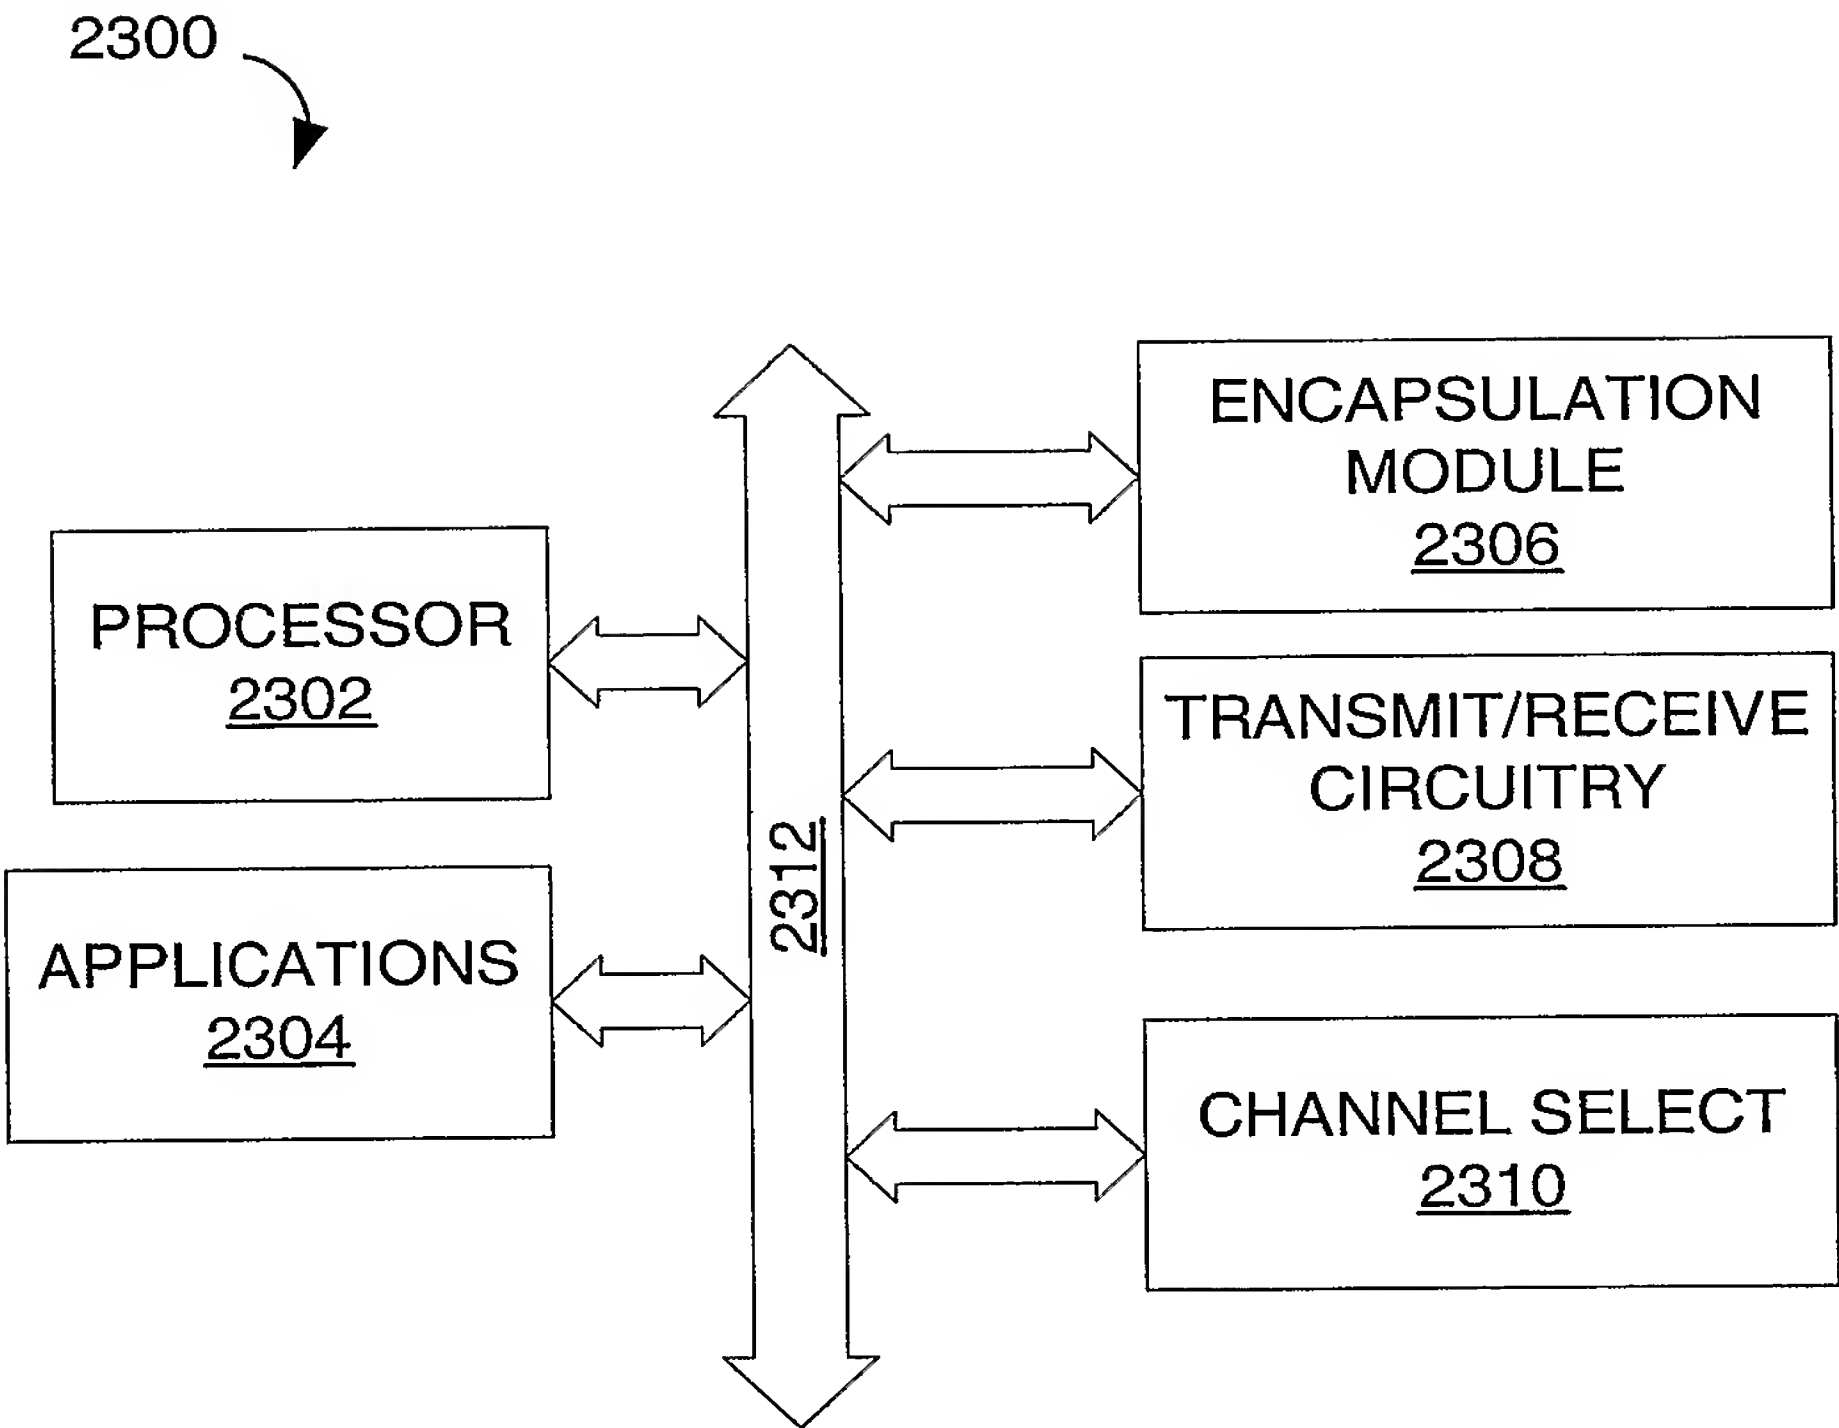 2300
ENCAPSULATION
MODULE
2306
PROCESSOR
2302
TRANSMIT/RECEIVE
CIRCUITRY
2308
2312
APPLICATIONS
2304
CHANNEL SELECT
2310